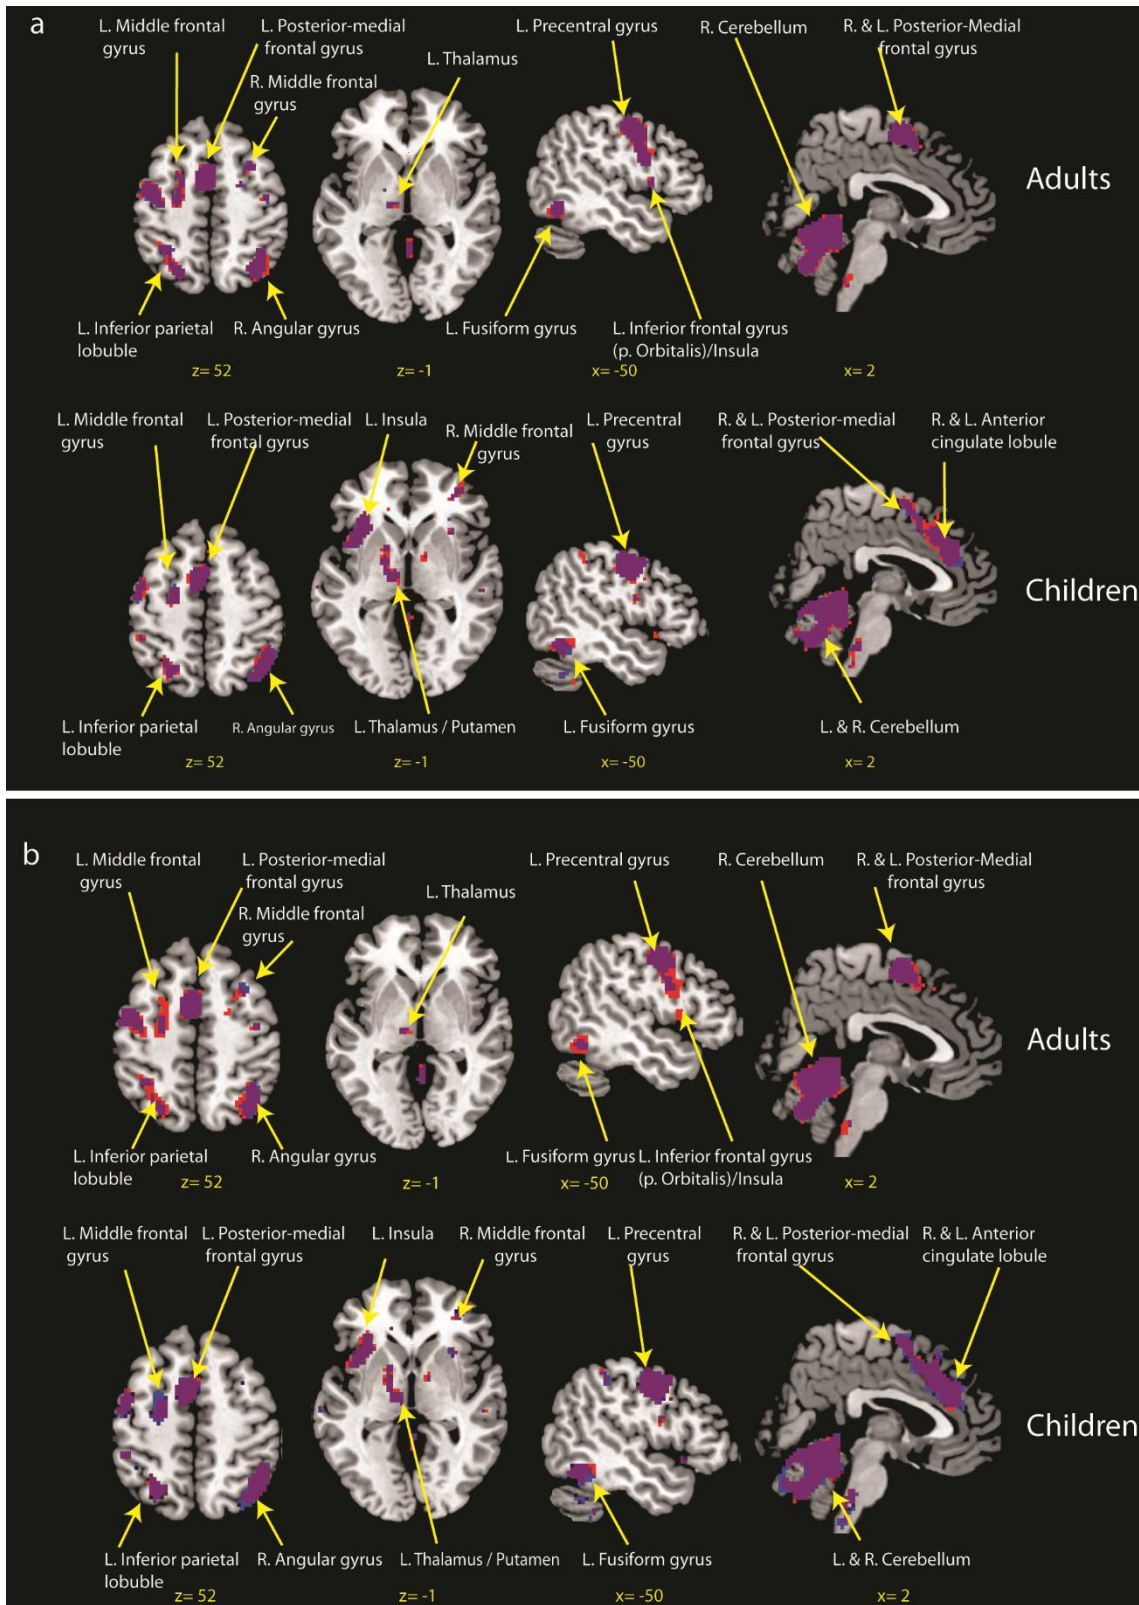 a
L. Middle frontal
gyrus
L. Posterior-medial
frontal gyrus
R. Middle frontal
gyrus
L. Thalamus
L. Precentral gyrus
R. Cerebellum
R. & L. Posterior-Medial
frontal gyrus
Adults
L. Inferior parietal
lobuble
R. Angular gyrus
L. Fusiform gyrus
L. Inferior frontal gyrus
(p. Orbitalis)/Insula
z= 52
z= -1
x= -50
x= 2
L. Middle frontal
gyrus
L. Posterior-medial
frontal gyrus
L. Insula
R. Middle frontal
gyrus
L. Precentral
gyrus
R. & L. Posterior-medial
frontal gyrus
R. & L. Anterior
cingulate lobule
Children
L. Inferior parietal
lobuble
R. Angular gyrus
L. Thalamus / Putamen
L. Fusiform gyrus
L. & R. Cerebellum
z= 52
z= -1
x= -50
x= 2
b
L. Middle frontal
gyrus
L. Posterior-medial
frontal gyrus
R. Middle frontal
gyrus
L. Thalamus
L. Precentral gyrus
R. Cerebellum
R. & L. Posterior-Medial
frontal gyrus
Adults
L. Inferior parietal
lobuble
R. Angular gyrus
L. Fusiform gyrus
L. Inferior frontal gyrus
(p. Orbitalis)/Insula
z= 52
z= -1
x= -50
x= 2
L. Middle frontal
gyrus
L. Posterior-medial
frontal gyrus
L. Insula
R. Middle frontal
gyrus
L. Precentral
gyrus
R. & L. Posterior-medial
frontal gyrus
R. & L. Anterior
cingulate lobule
Children
L. Inferior parietal
lobuble
R. Angular gyrus
L. Thalamus / Putamen
L. Fusiform gyrus
L. & R. Cerebellum
z= 52
z= -1
x= -50
x= 2